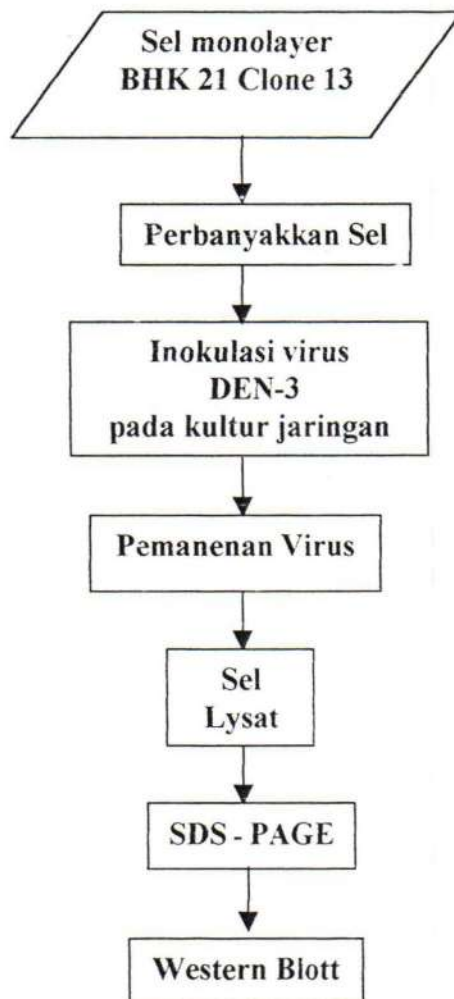 Sel monolayer
BHK 21 Clone 13
Perbanyakkan Sel
Inokulasi virus
DEN-3
pada kultur jaringan
Pemanenan Virus
Sel
Lysat
SDS - PAGE
Western Blott